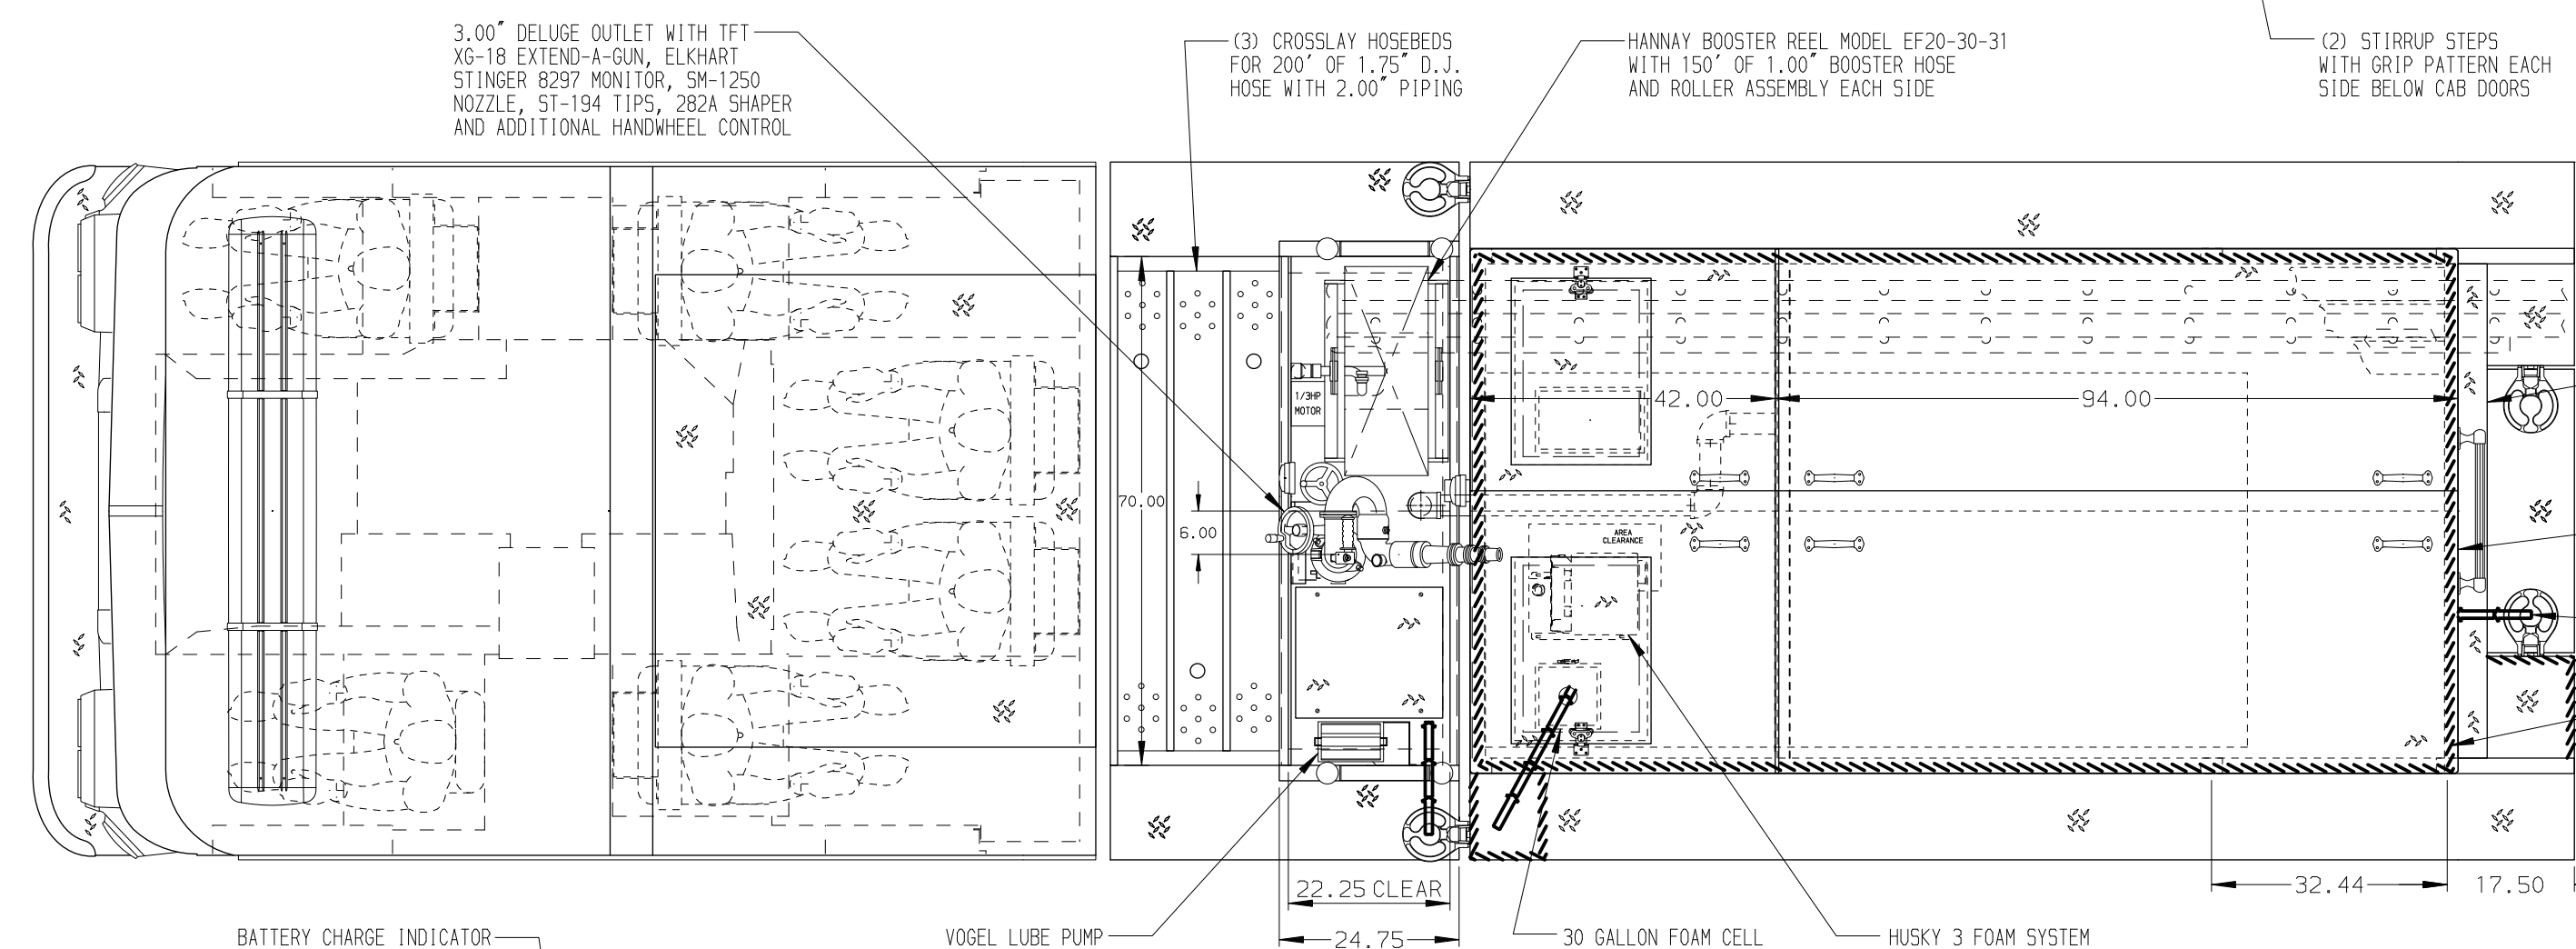 3.00" DELUGE OUTLET WITH TFT
XG-18 EXTEND-A-GUN, ELKHART
STINGER 8297 MONITOR, SM-1250
NOZZLE, ST-194 TIPS, 282A SHAPER
AND ADDITIONAL HANDWHEEL CONTROL
(3) CROSSLAY HOSEBEDS
FOR 200' OF 1.75" D.J.
HOSE WITH 2.00" PIPING
HANNAY BOOSTER REEL MODEL EF20-30-31
WITH 150' OF 1.00" BOOSTER HOSE
AND ROLLER ASSEMBLY EACH SIDE
(2) STIRRUP STEPS
WITH GRIP PATTERN EACH
SIDE BELOW CAB DOORS
1/3HP
MOTOR
42.00
94.00
70.00
6.00
AREA
CLEARANCE
22.25 CLEAR
32.44
17.50
24.75
BATTERY CHARGE INDICATOR
VOGEL LUBE PUMP
30 GALLON FOAM CELL
HUSKY 3 FOAM SYSTEM